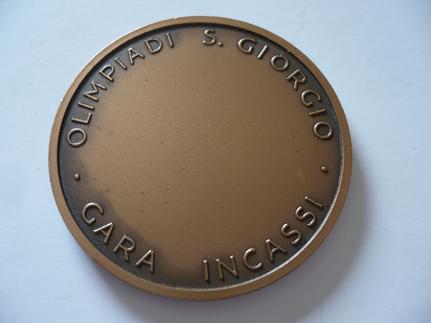 · OLIMPIADI S. GIORGIO ·
GARA INCASSI